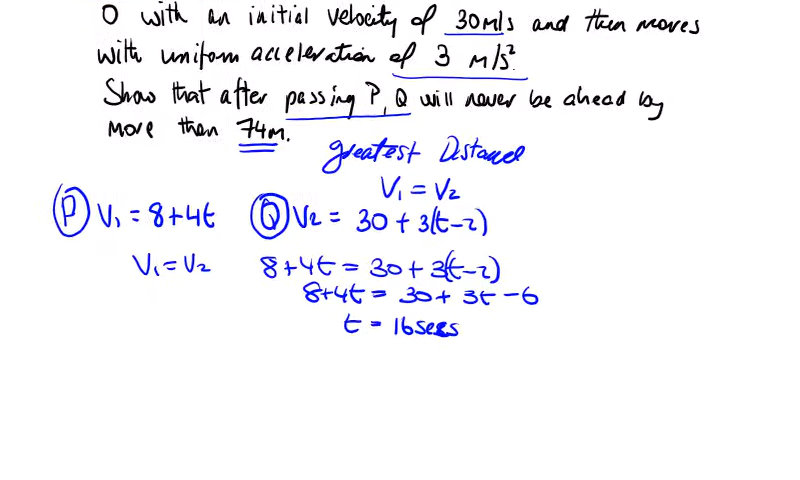 O with an initial velocity of 30m/s and then moves
with uniform acceleration of 3 m/s².
Show that after passing P, Q will never be ahead by
more than 74m.
greatest Distance
V₁ = V₂
P V₁ = 8+4t Q V₂ = 30 + 3(t-2)
V₁ = V₂ 8+4t = 30 + 3(t-2)
8+4t = 30 + 3t - 6
t = 16secs